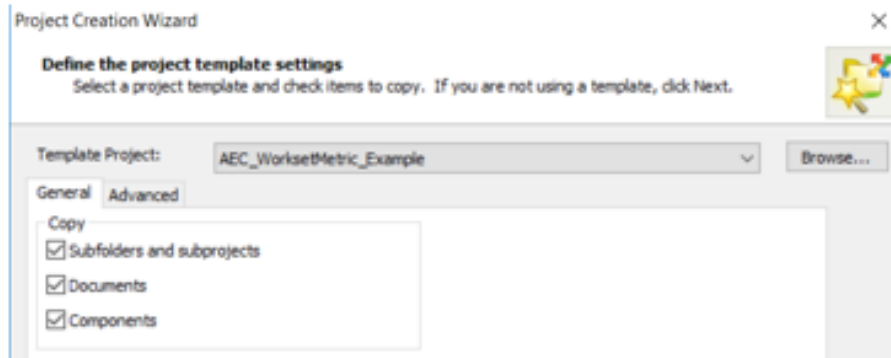 Project Creation Wizard
Define the project template settings
Select a project template and check items to copy. If you are not using a template, click Next.
Template Project: AEC_WorksetMetric_Example Browse...
General Advanced
Copy
Subfolders and subprojects
Documents
Components